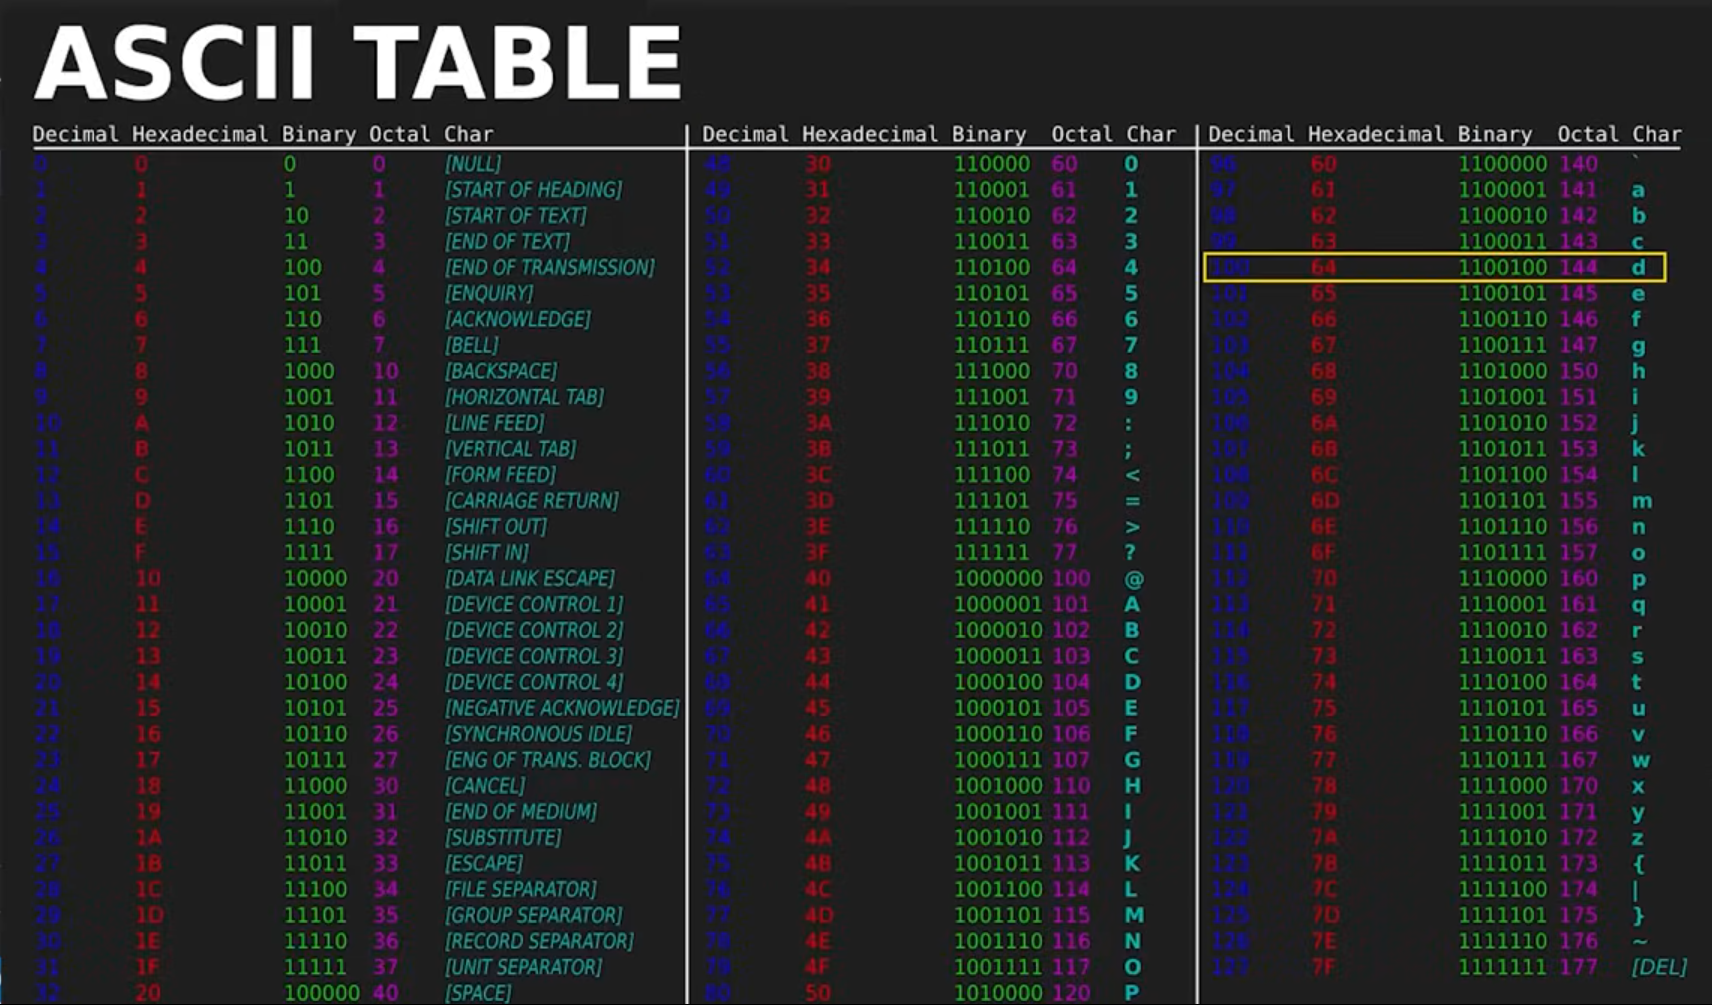 ASCII TABLE
Decimal Hexadecimal Binary Octal Char | Decimal Hexadecimal Binary Octal Char | Decimal Hexadecimal Binary Octal Char
0 0 0 0 [NULL] 48 30 110000 60 0 96 60 1100000 140 `
1 1 1 1 [START OF HEADING] 49 31 110001 61 1 97 61 1100001 141 a
2 2 10 2 [START OF TEXT] 50 32 110010 62 2 98 62 1100010 142 b
3 3 11 3 [END OF TEXT] 51 33 110011 63 3 99 63 1100011 143 c
4 4 100 4 [END OF TRANSMISSION] 52 34 110100 64 4 100 64 1100100 144 d
5 5 101 5 [ENQUIRY] 53 35 110101 65 5 101 65 1100101 145 e
6 6 110 6 [ACKNOWLEDGE] 54 36 110110 66 6 102 66 1100110 146 f
7 7 111 7 [BELL] 55 37 110111 67 7 103 67 1100111 147 g
8 8 1000 10 [BACKSPACE] 56 38 111000 70 8 104 68 1101000 150 h
9 9 1001 11 [HORIZONTAL TAB] 57 39 111001 71 9 105 69 1101001 151 i
10 A 1010 12 [LINE FEED] 58 3A 111010 72 : 106 6A 1101010 152 j
11 B 1011 13 [VERTICAL TAB] 59 3B 111011 73 ; 107 6B 1101011 153 k
12 C 1100 14 [FORM FEED] 60 3C 111100 74 < 108 6C 1101100 154 l
13 D 1101 15 [CARRIAGE RETURN] 61 3D 111101 75 = 109 6D 1101101 155 m
14 E 1110 16 [SHIFT OUT] 62 3E 111110 76 > 110 6E 1101110 156 n
15 F 1111 17 [SHIFT IN] 63 3F 111111 77 ? 111 6F 1101111 157 o
16 10 10000 20 [DATA LINK ESCAPE] 64 40 1000000 100 @ 112 70 1110000 160 p
17 11 10001 21 [DEVICE CONTROL 1] 65 41 1000001 101 A 113 71 1110001 161 q
18 12 10010 22 [DEVICE CONTROL 2] 66 42 1000010 102 B 114 72 1110010 162 r
19 13 10011 23 [DEVICE CONTROL 3] 67 43 1000011 103 C 115 73 1110011 163 s
20 14 10100 24 [DEVICE CONTROL 4] 68 44 1000100 104 D 116 74 1110100 164 t
21 15 10101 25 [NEGATIVE ACKNOWLEDGE] 69 45 1000101 105 E 117 75 1110101 165 u
22 16 10110 26 [SYNCHRONOUS IDLE] 70 46 1000110 106 F 118 76 1110110 166 v
23 17 10111 27 [ENG OF TRANS. BLOCK] 71 47 1000111 107 G 119 77 1110111 167 w
24 18 11000 30 [CANCEL] 72 48 1001000 110 H 120 78 1111000 170 x
25 19 11001 31 [END OF MEDIUM] 73 49 1001001 111 I 121 79 1111001 171 y
26 1A 11010 32 [SUBSTITUTE] 74 4A 1001010 112 J 122 7A 1111010 172 z
27 1B 11011 33 [ESCAPE] 75 4B 1001011 113 K 123 7B 1111011 173 {
28 1C 11100 34 [FILE SEPARATOR] 76 4C 1001100 114 L 124 7C 1111100 174 |
29 1D 11101 35 [GROUP SEPARATOR] 77 4D 1001101 115 M 125 7D 1111101 175 }
30 1E 11110 36 [RECORD SEPARATOR] 78 4E 1001110 116 N 126 7E 1111110 176 ~
31 1F 11111 37 [UNIT SEPARATOR] 79 4F 1001111 117 O 127 7F 1111111 177 [DEL]
32 20 100000 40 [SPACE] 80 50 1010000 120 P